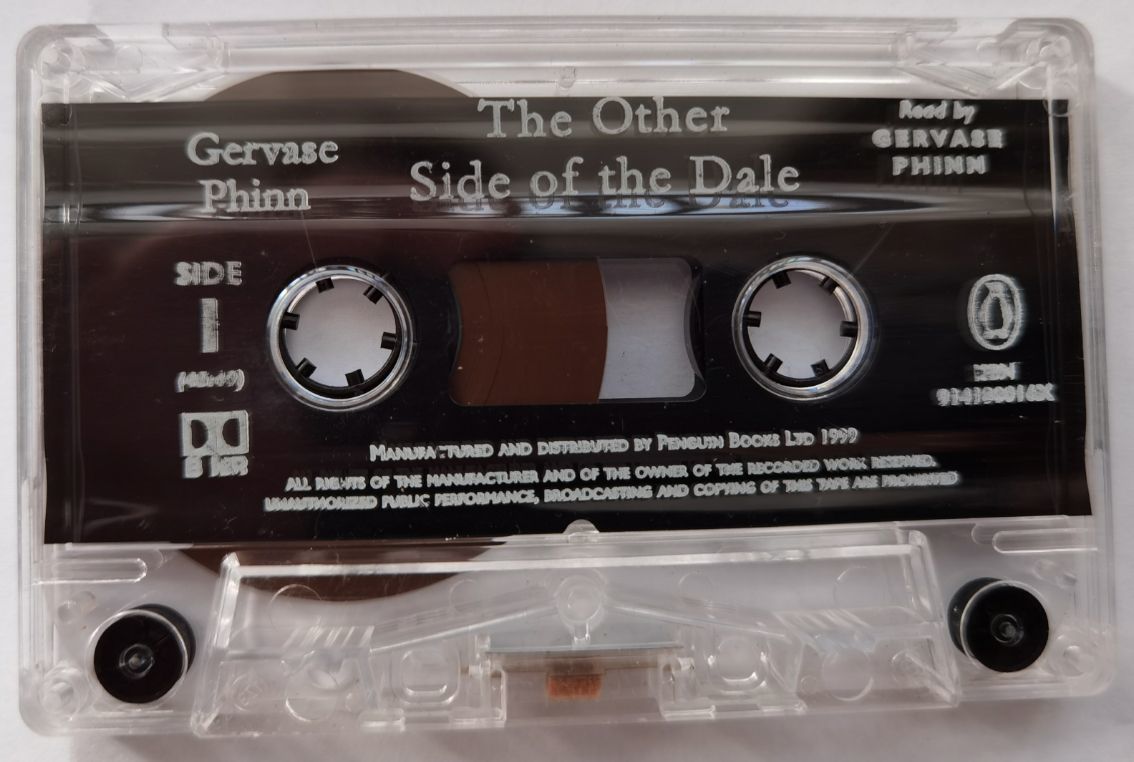 Gervase
Phinn
The Other
Side of the Dale
Read by
GERVASE
PHINN
SIDE
1
B NR
ISBN
MANUFACTURED AND DISTRIBUTED BY PENGUIN BOOKS LTD 1999
ALL RIGHTS OF THE MANUFACTURER AND OF THE OWNER OF THE RECORDED WORK RESERVED.
UNAUTHORIZED PUBLIC PERFORMANCE, BROADCASTING AND COPYING OF THIS TAPE ARE PROHIBITED